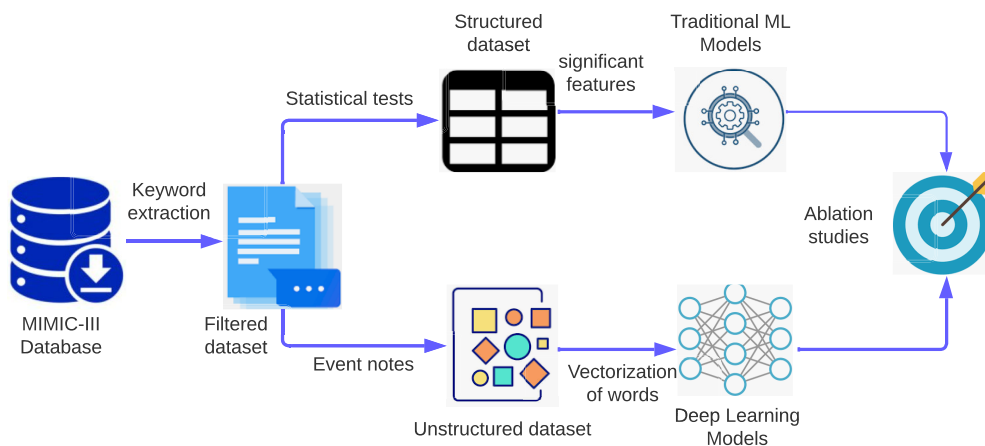 Structured
dataset
Traditional ML
Models
significant
features
Statistical tests
Keyword
extraction
Ablation
studies
MIMIC-III
Database
Filtered
dataset
Event notes
Vectorization
of words
Unstructured dataset
Deep Learning
Models